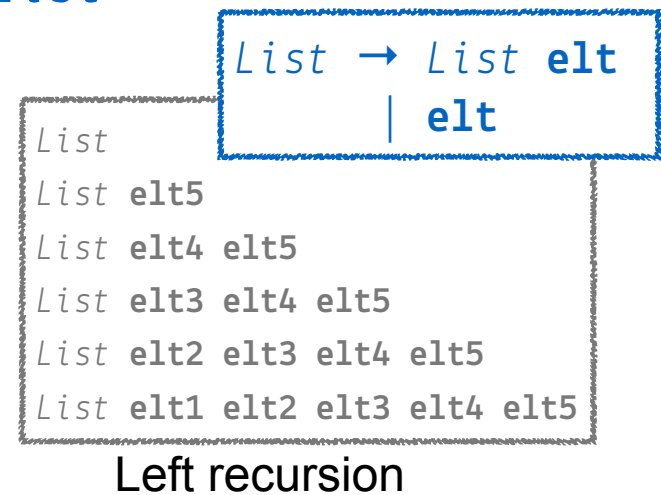 List → List elt
| elt
List
List elt5
List elt4 elt5
List elt3 elt4 elt5
List elt2 elt3 elt4 elt5
List elt1 elt2 elt3 elt4 elt5
Left recursion